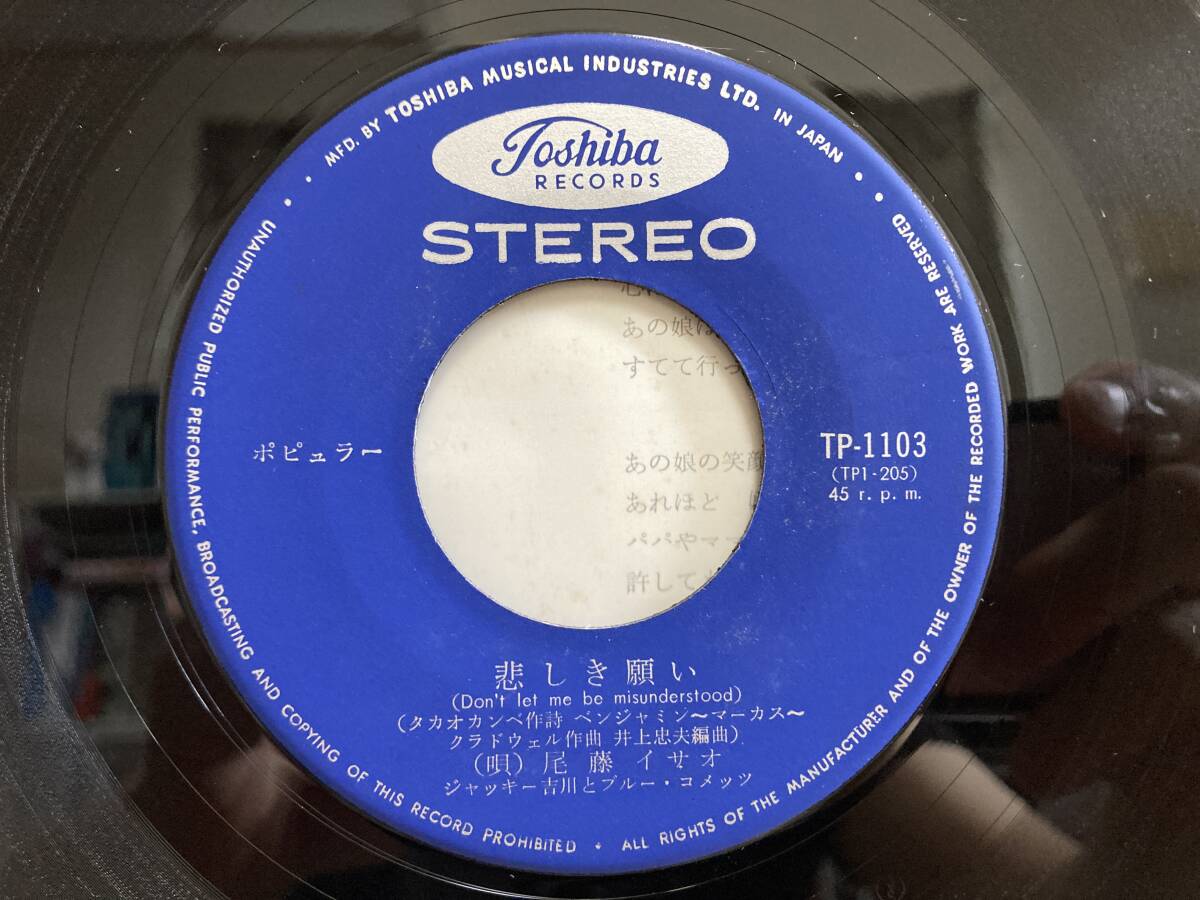 MFD. BY TOSHIBA MUSICAL INDUSTRIES LTD. IN JAPAN
Toshiba
RECORDS
STEREO
ポピュラー
TP-1103
(TP1-205)
45 r. p. m.
あの娘は
すてて行っ
あの娘の笑顔
あれほど
パパやマ
許して
悲しき願い
(Don't let me be misunderstood)
(タカオカンベ作詩 ベンジャミン〜マーカス〜
クラドウェル作曲 井上忠夫編曲)
(唄) 尾藤イサオ
ジャッキー吉川とブルー・コメッツ
UNAUTHORIZED PUBLIC PERFORMANCE, BROADCASTING AND COPYING OF THIS RECORD PROHIBITED • ALL RIGHTS OF THE MANUFACTURER AND OF THE OWNER OF THE RECORDED WORK ARE RESERVED